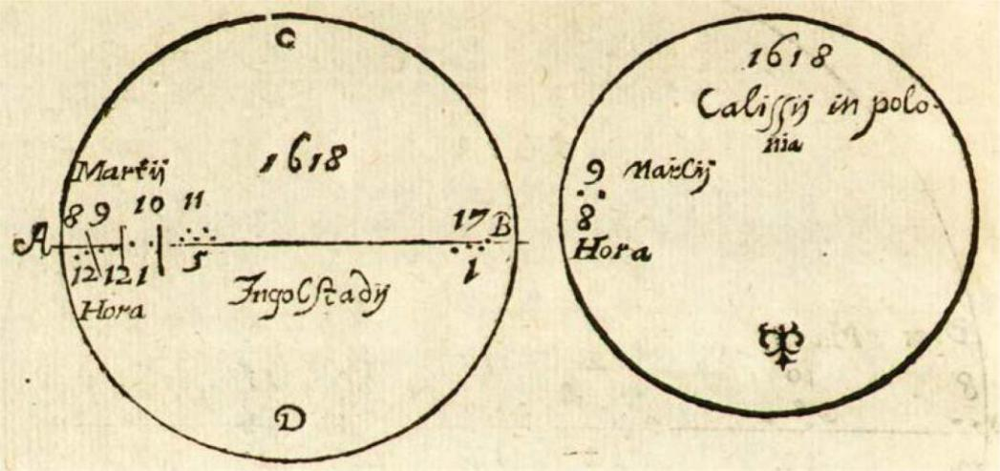 C
1618
Martij
8 9 10 11
17 B
A
12 12 1 5
1
Hora
Ingolstadij
D
1618
Calissij in polo-
nia
9 Martij
8
Hora